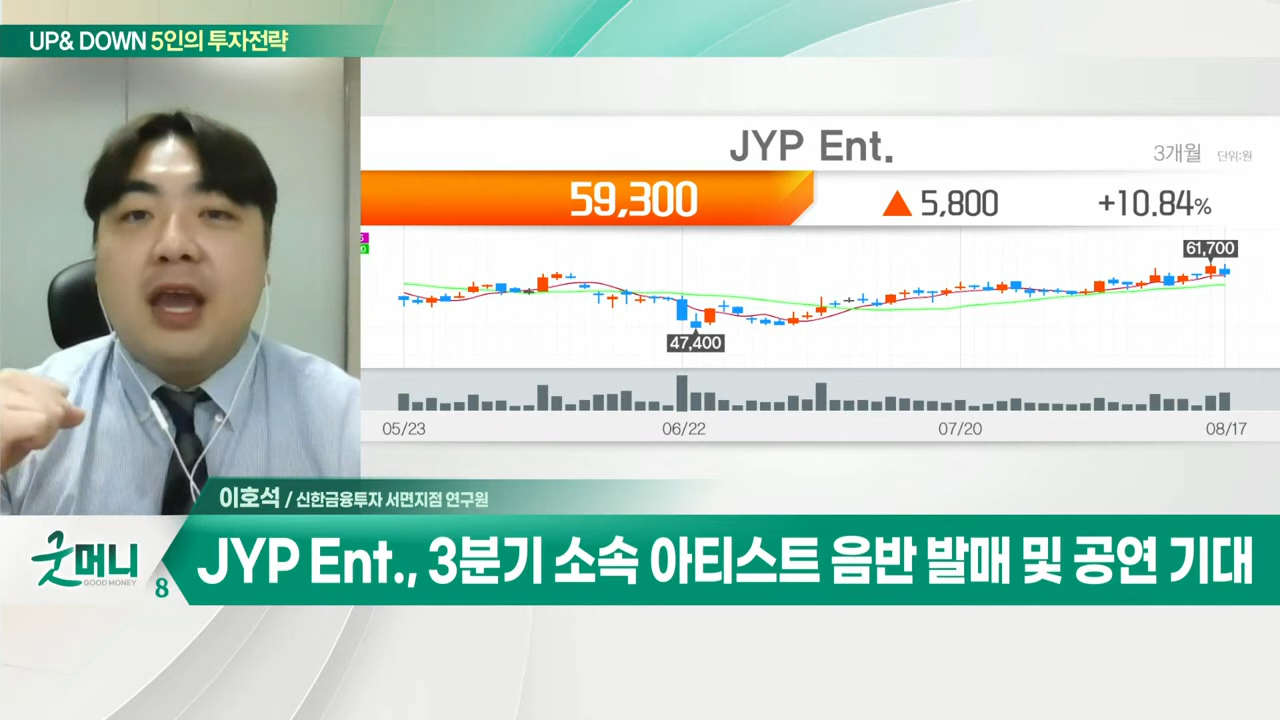 UP& DOWN 5인의 투자전략
JYP Ent.
3개월 단위:원
59,300 ▲ 5,800 +10.84%
61,700
47,400
05/23 06/22 07/20 08/17
이호석 / 신한금융투자 서면지점 연구원
굿머니
GOOD MONEY
8
JYP Ent., 3분기 소속 아티스트 음반 발매 및 공연 기대